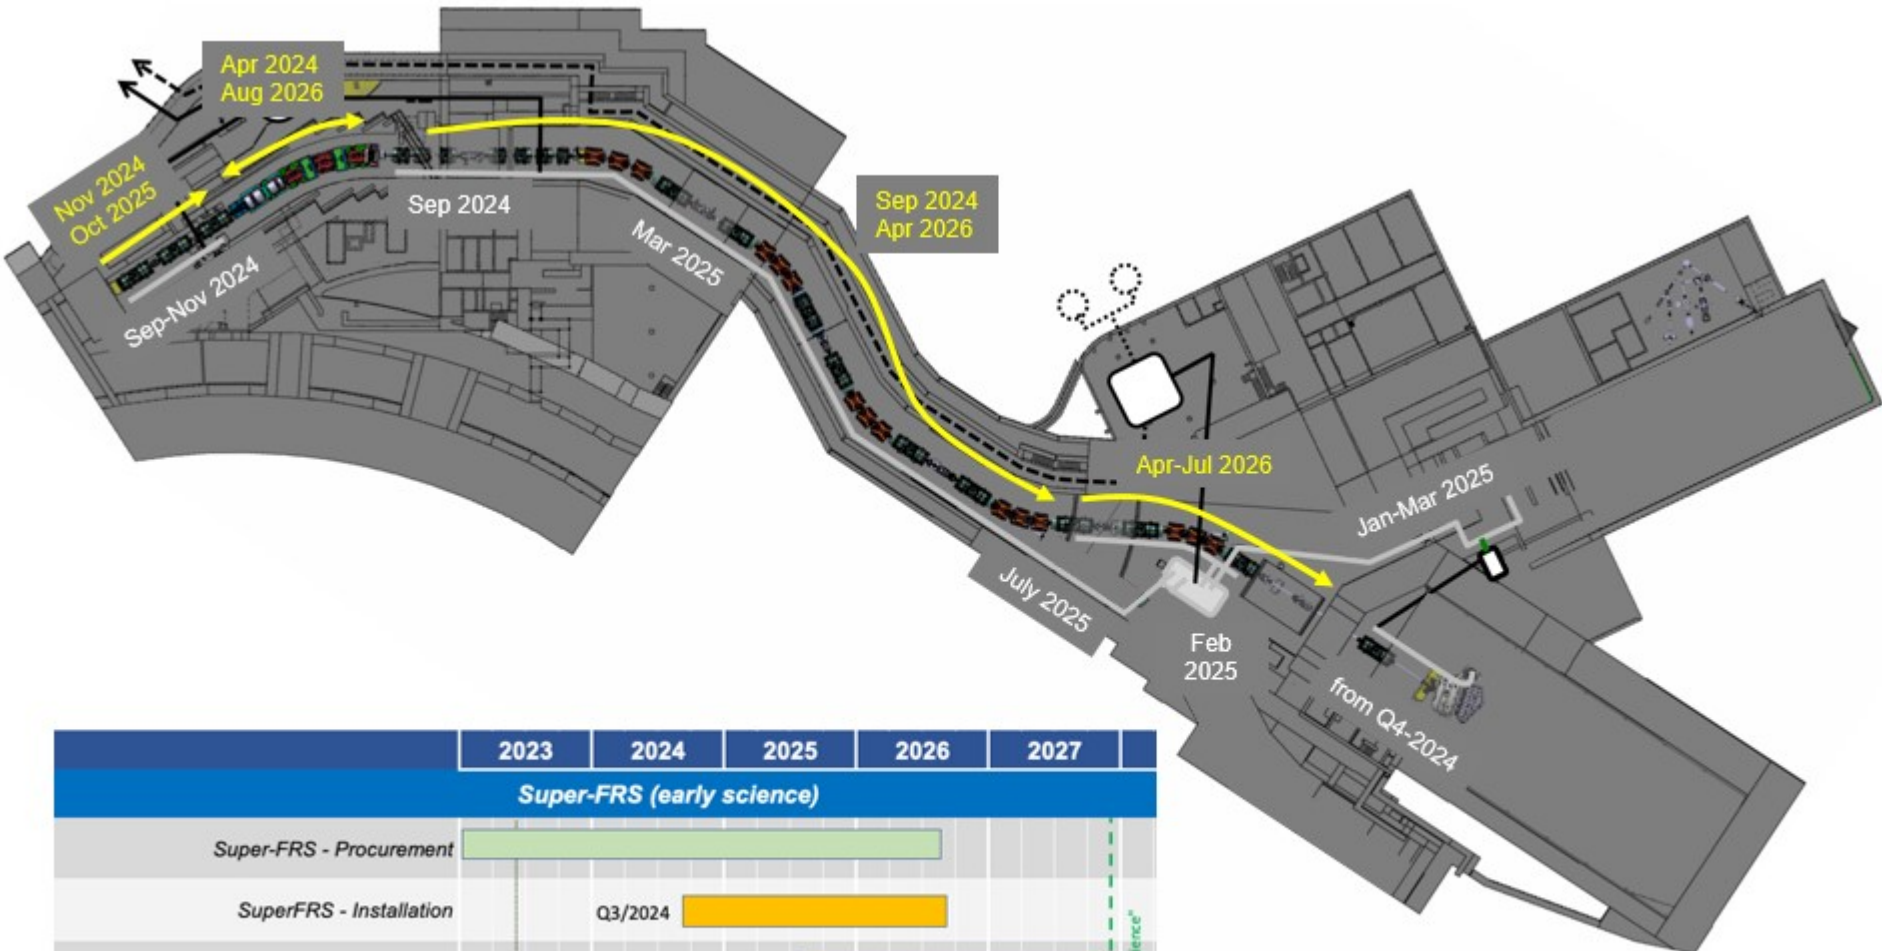 Apr 2024
Aug 2026
Nov 2024
Oct 2025
Sep-Nov 2024
Sep 2024
Mar 2025
Sep 2024
Apr 2026
Apr-Jul 2026
Jan-Mar 2025
July 2025
Feb
2025
from Q4-2024
2023 2024 2025 2026 2027
Super-FRS (early science)
Super-FRS - Procurement
SuperFRS - Installation Q3/2024
ience"